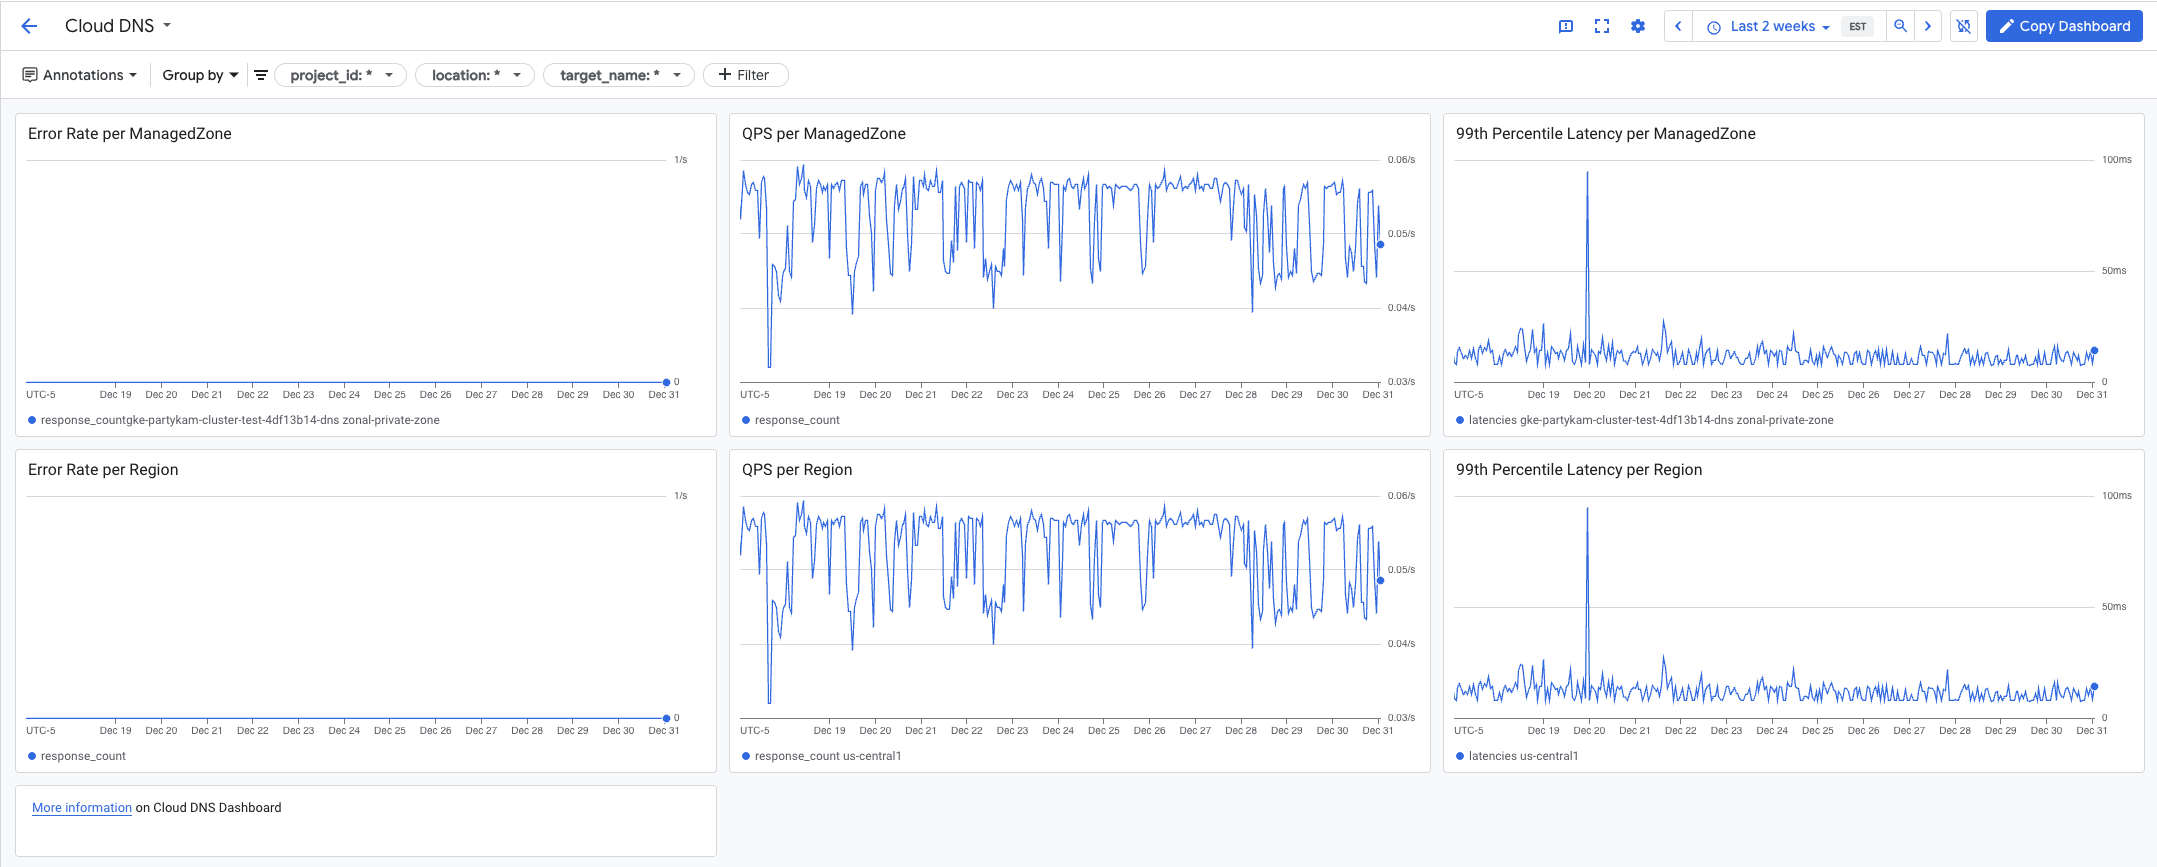 Cloud DNS
Last 2 weeks EST
Copy Dashboard
Annotations Group by project_id: * location: * target_name: * + Filter
Error Rate per ManagedZone
1/s
0
UTC-5 Dec 19 Dec 20 Dec 21 Dec 22 Dec 23 Dec 24 Dec 25 Dec 26 Dec 27 Dec 28 Dec 29 Dec 30 Dec 31
response_countgke-partykam-cluster-test-4df13b14-dns zonal-private-zone
QPS per ManagedZone
0.06/s
0.05/s
0.04/s
0.03/s
UTC-5 Dec 19 Dec 20 Dec 21 Dec 22 Dec 23 Dec 24 Dec 25 Dec 26 Dec 27 Dec 28 Dec 29 Dec 30 Dec 31
response_count
99th Percentile Latency per ManagedZone
100ms
50ms
0
UTC-5 Dec 19 Dec 20 Dec 21 Dec 22 Dec 23 Dec 24 Dec 25 Dec 26 Dec 27 Dec 28 Dec 29 Dec 30 Dec 31
latencies gke-partykam-cluster-test-4df13b14-dns zonal-private-zone
Error Rate per Region
1/s
0
UTC-5 Dec 19 Dec 20 Dec 21 Dec 22 Dec 23 Dec 24 Dec 25 Dec 26 Dec 27 Dec 28 Dec 29 Dec 30 Dec 31
response_count
QPS per Region
0.06/s
0.05/s
0.04/s
0.03/s
UTC-5 Dec 19 Dec 20 Dec 21 Dec 22 Dec 23 Dec 24 Dec 25 Dec 26 Dec 27 Dec 28 Dec 29 Dec 30 Dec 31
response_count us-central1
99th Percentile Latency per Region
100ms
50ms
0
UTC-5 Dec 19 Dec 20 Dec 21 Dec 22 Dec 23 Dec 24 Dec 25 Dec 26 Dec 27 Dec 28 Dec 29 Dec 30 Dec 31
latencies us-central1
More information on Cloud DNS Dashboard